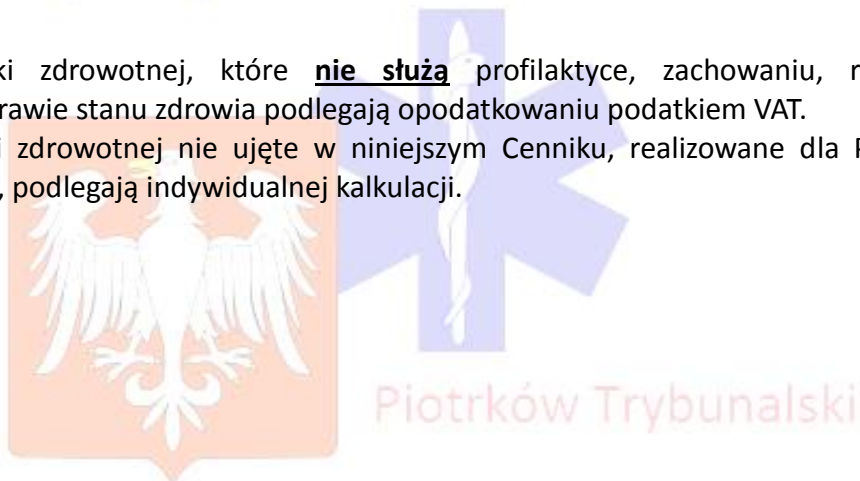 ki zdrowotnej, które nie służą profilaktyce, zachowaniu, r
rawie stanu zdrowia podlegają opodatkowaniu podatkiem VAT.
i zdrowotnej nie ujęte w niniejszym Cenniku, realizowane dla P
, podlegają indywidualnej kalkulacji.
Piotrków Trybunalski